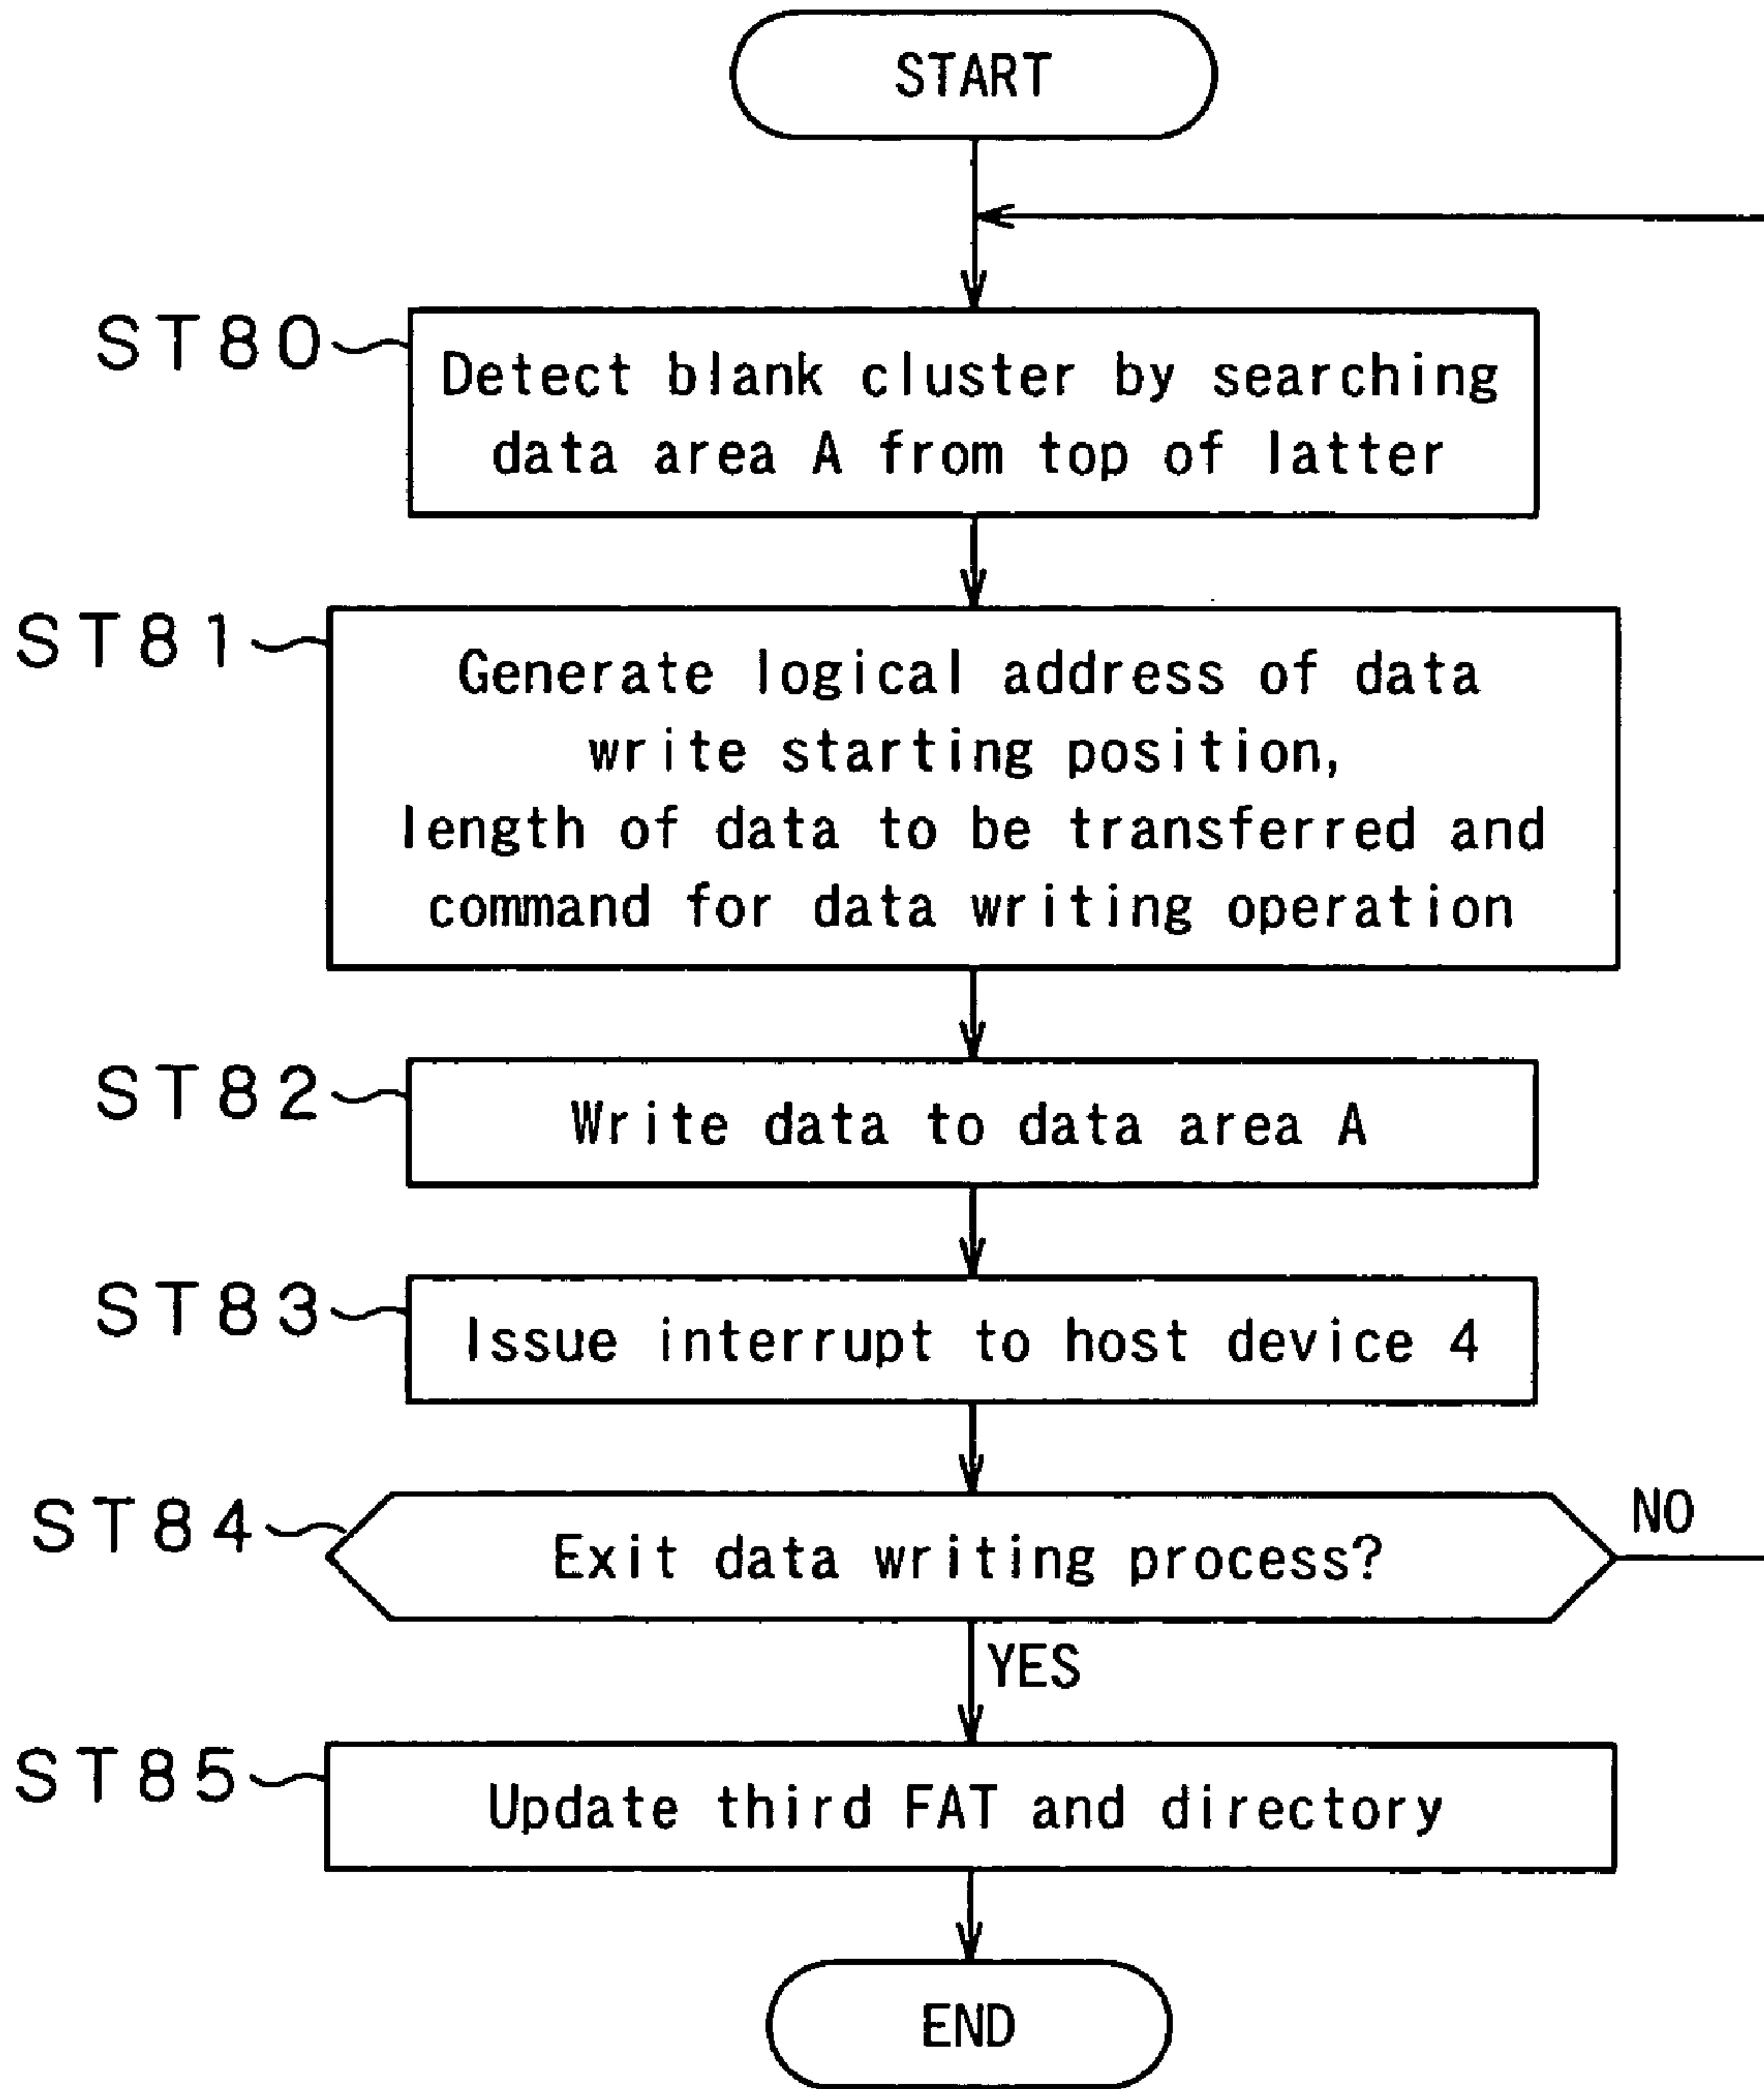 START
ST80
Detect blank cluster by searching
data area A from top of latter
ST81
Generate logical address of data
write starting position,
length of data to be transferred and
command for data writing operation
ST82
Write data to data area A
ST83
Issue interrupt to host device 4
ST84
Exit data writing process?
NO
YES
ST85
Update third FAT and directory
END